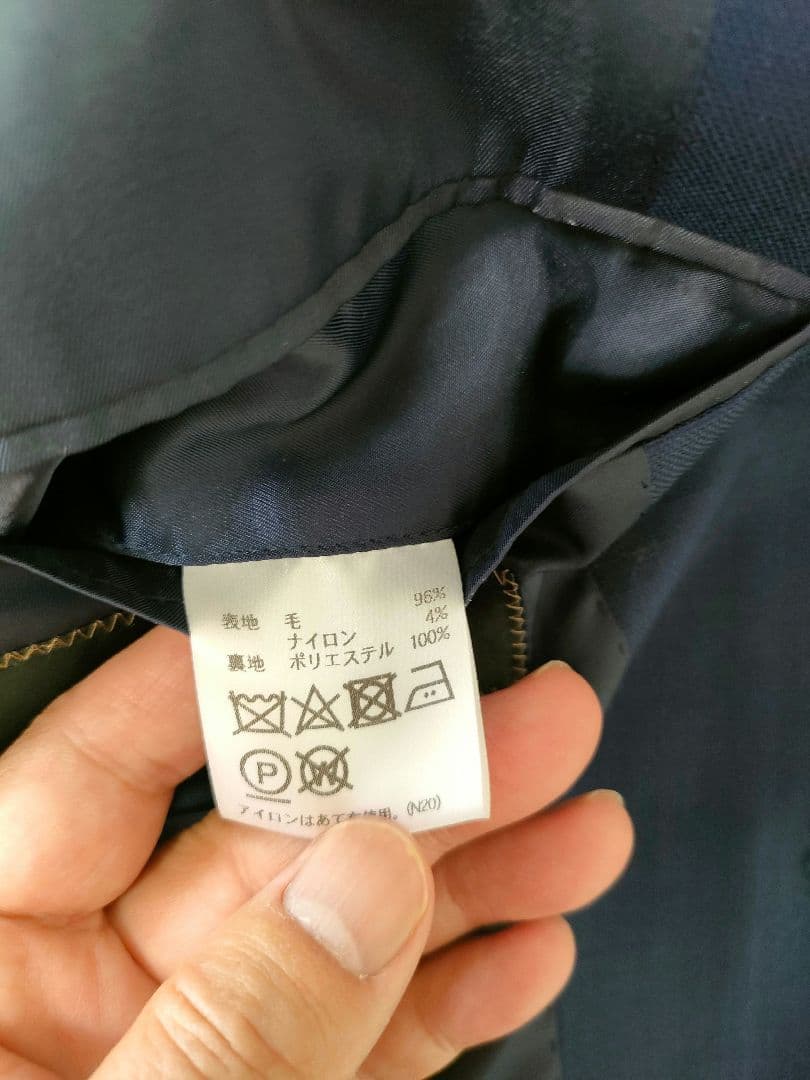 表地 毛 96%
ナイロン 4%
裏地 ポリエステル 100%
P W
アイロンはあて布使用。(N20)